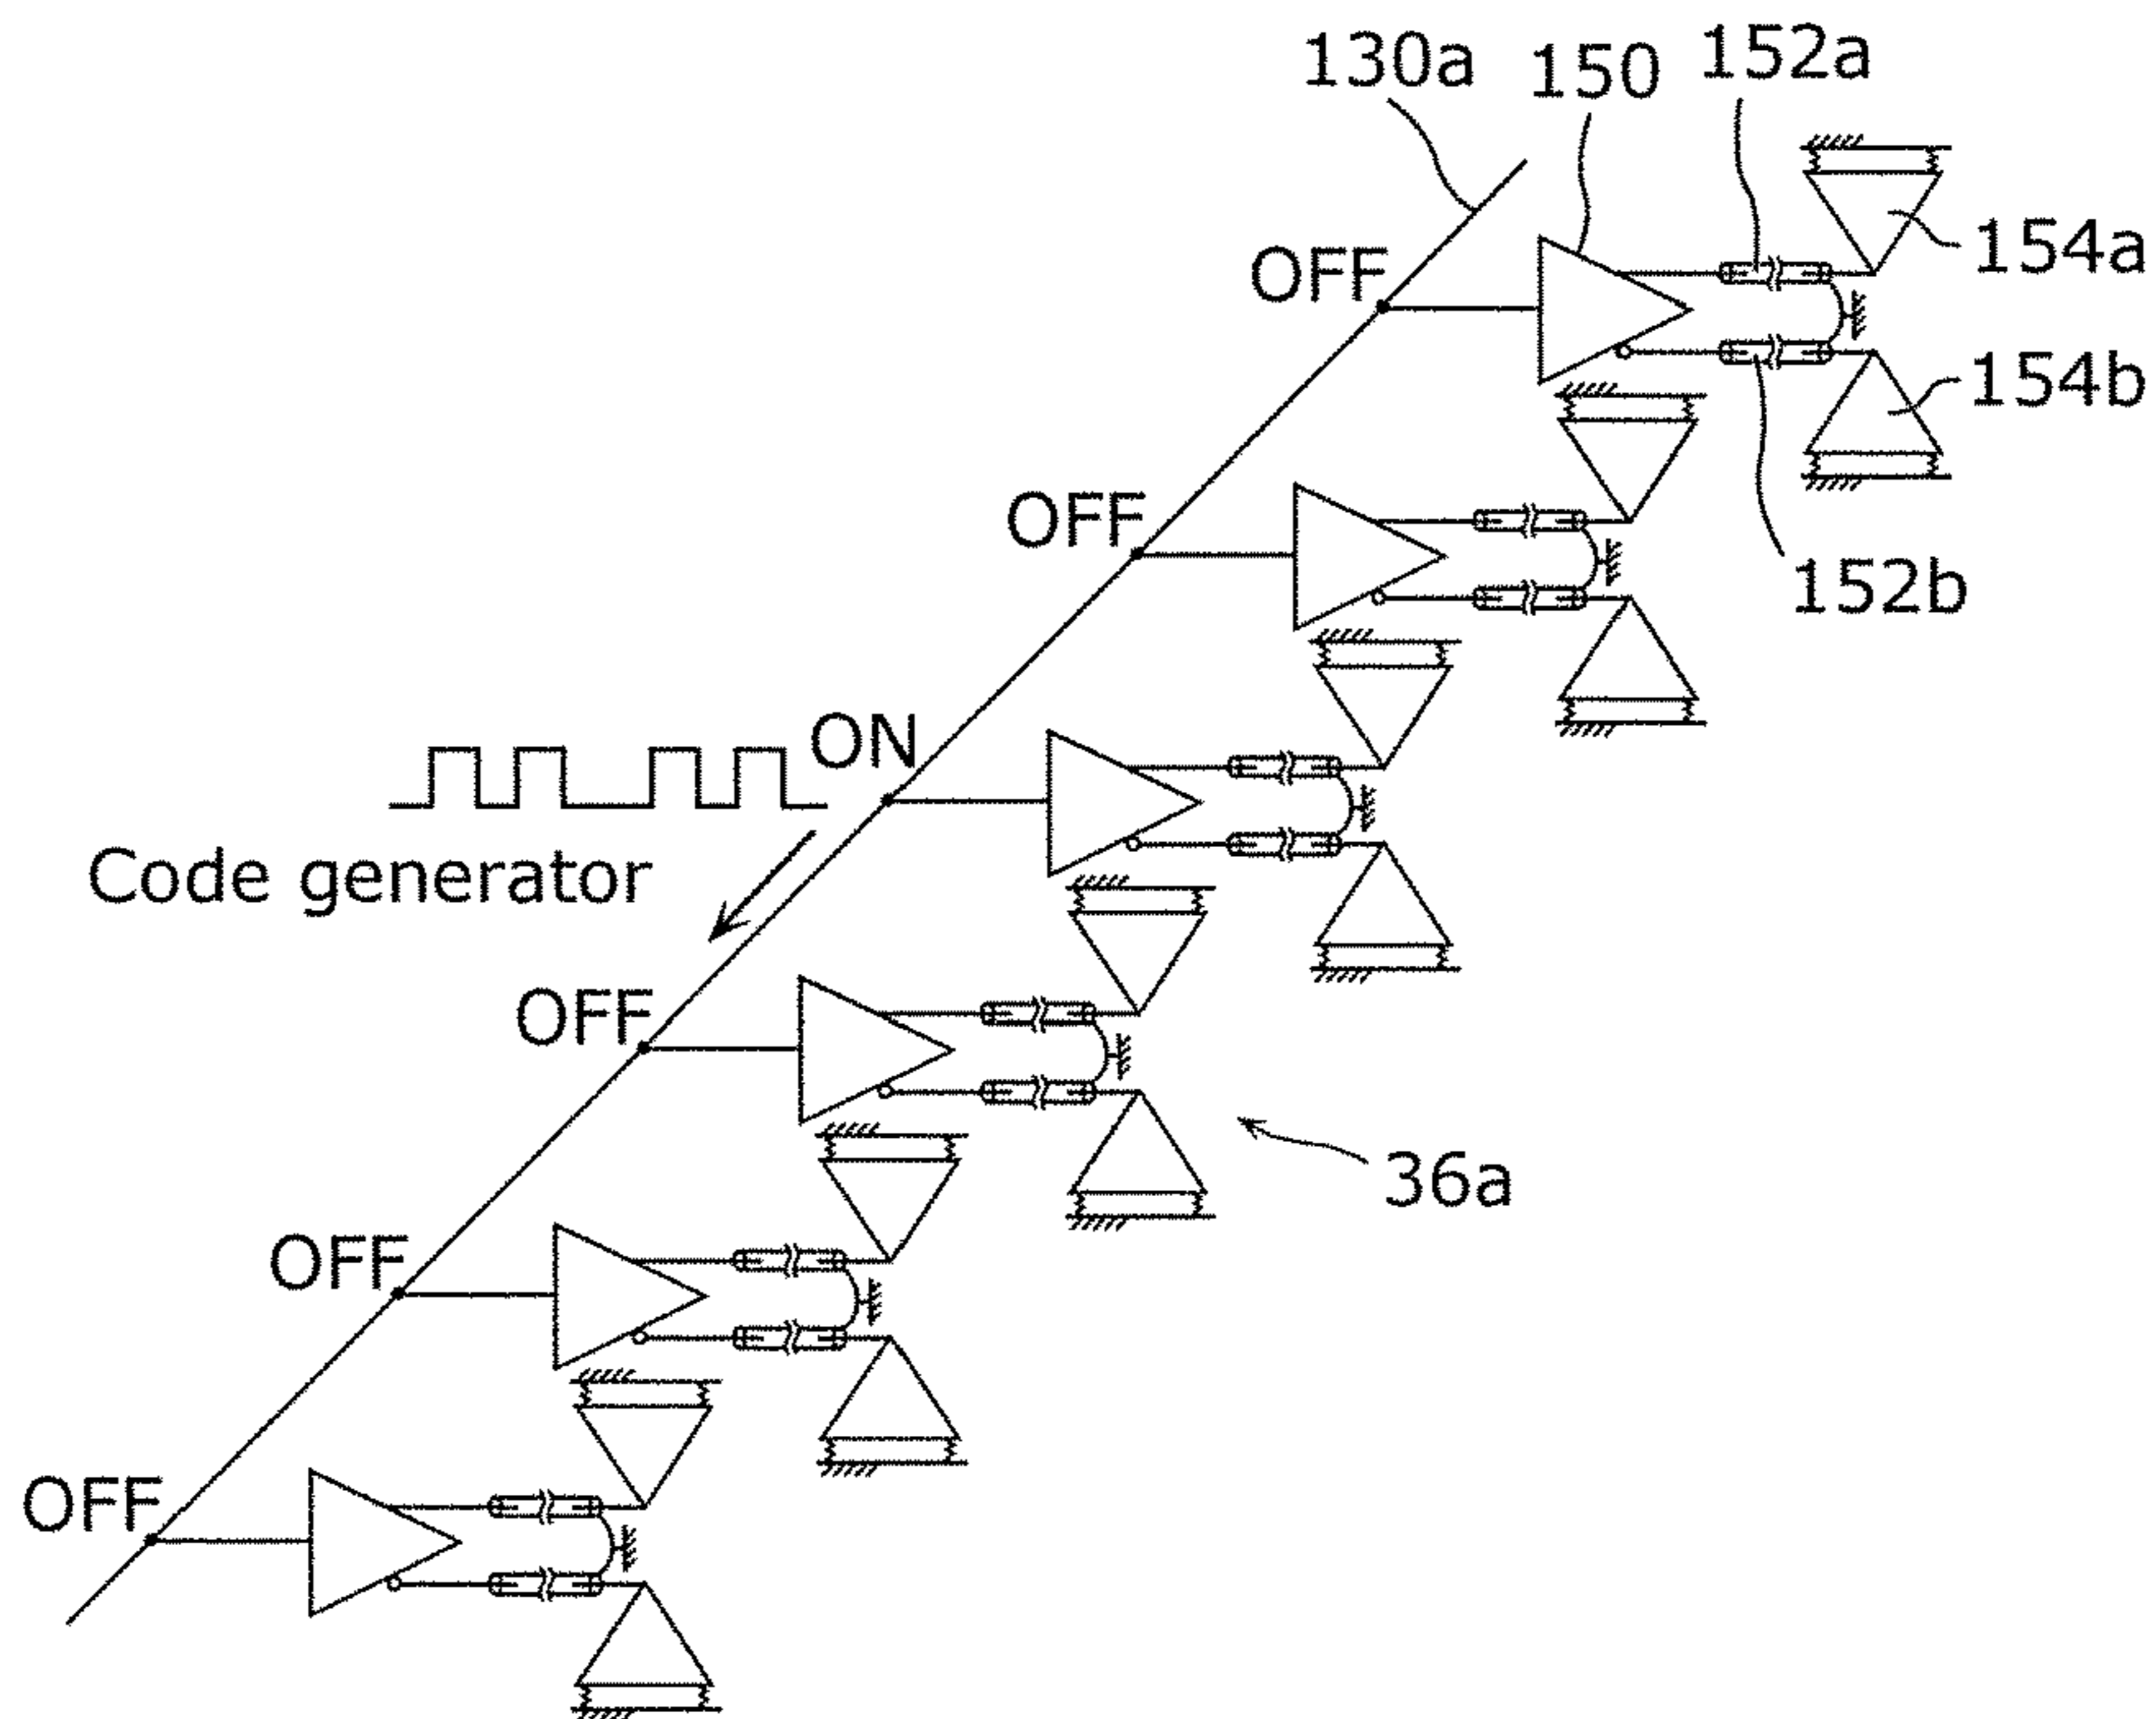 130a 150 152a
154a
OFF
154b
OFF
152b
ON
Code generator
OFF
36a
OFF
OFF